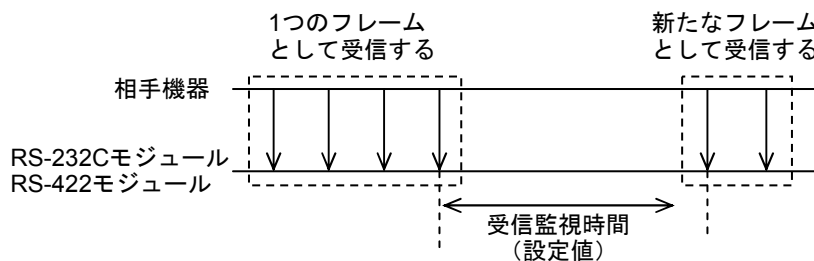 1つのフレーム
として受信する
新たなフレーム
として受信する
相手機器
RS-232Cモジュール
RS-422モジュール
受信監視時間
（設定値）